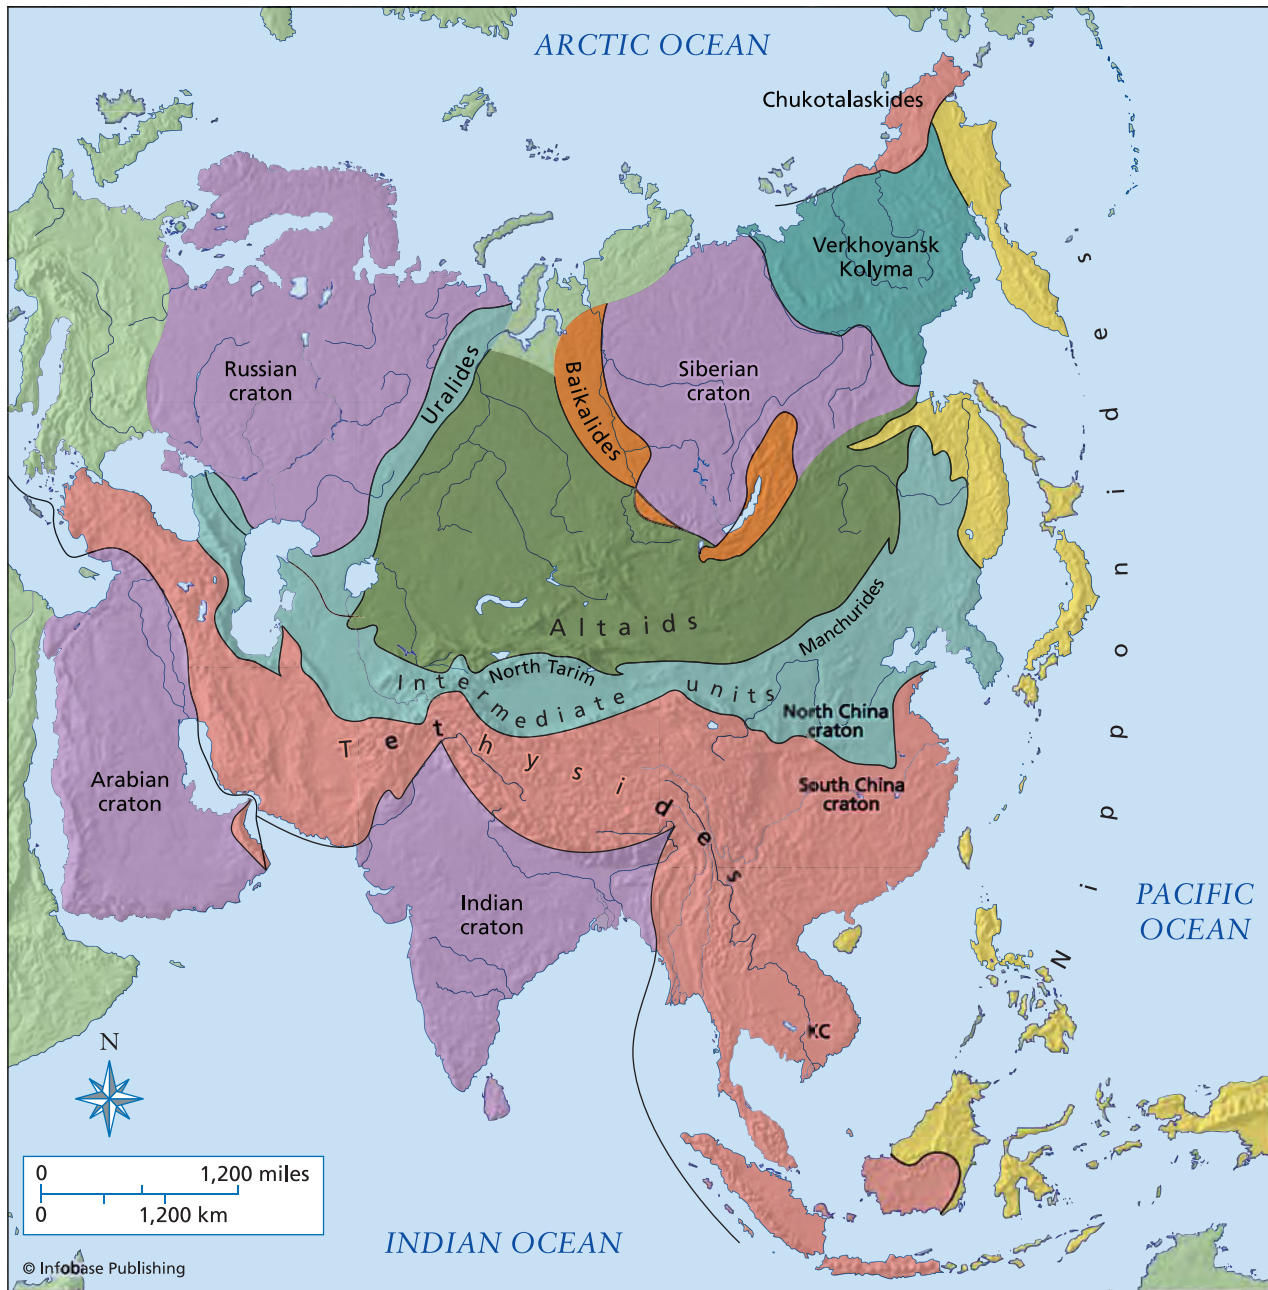 ARCTIC OCEAN
Chukotalaskides
Verkhoyansk
Kolyma
Russian
craton
Uralides
Baikalides
Siberian
craton
Altaids
Manchurides
North Tarim
Intermediate units
North China
craton
Tethysides
South China
craton
Arabian
craton
Indian
craton
Nipponides
PACIFIC
OCEAN
KC
N
0 1,200 miles
0 1,200 km
INDIAN OCEAN
© Infobase Publishing